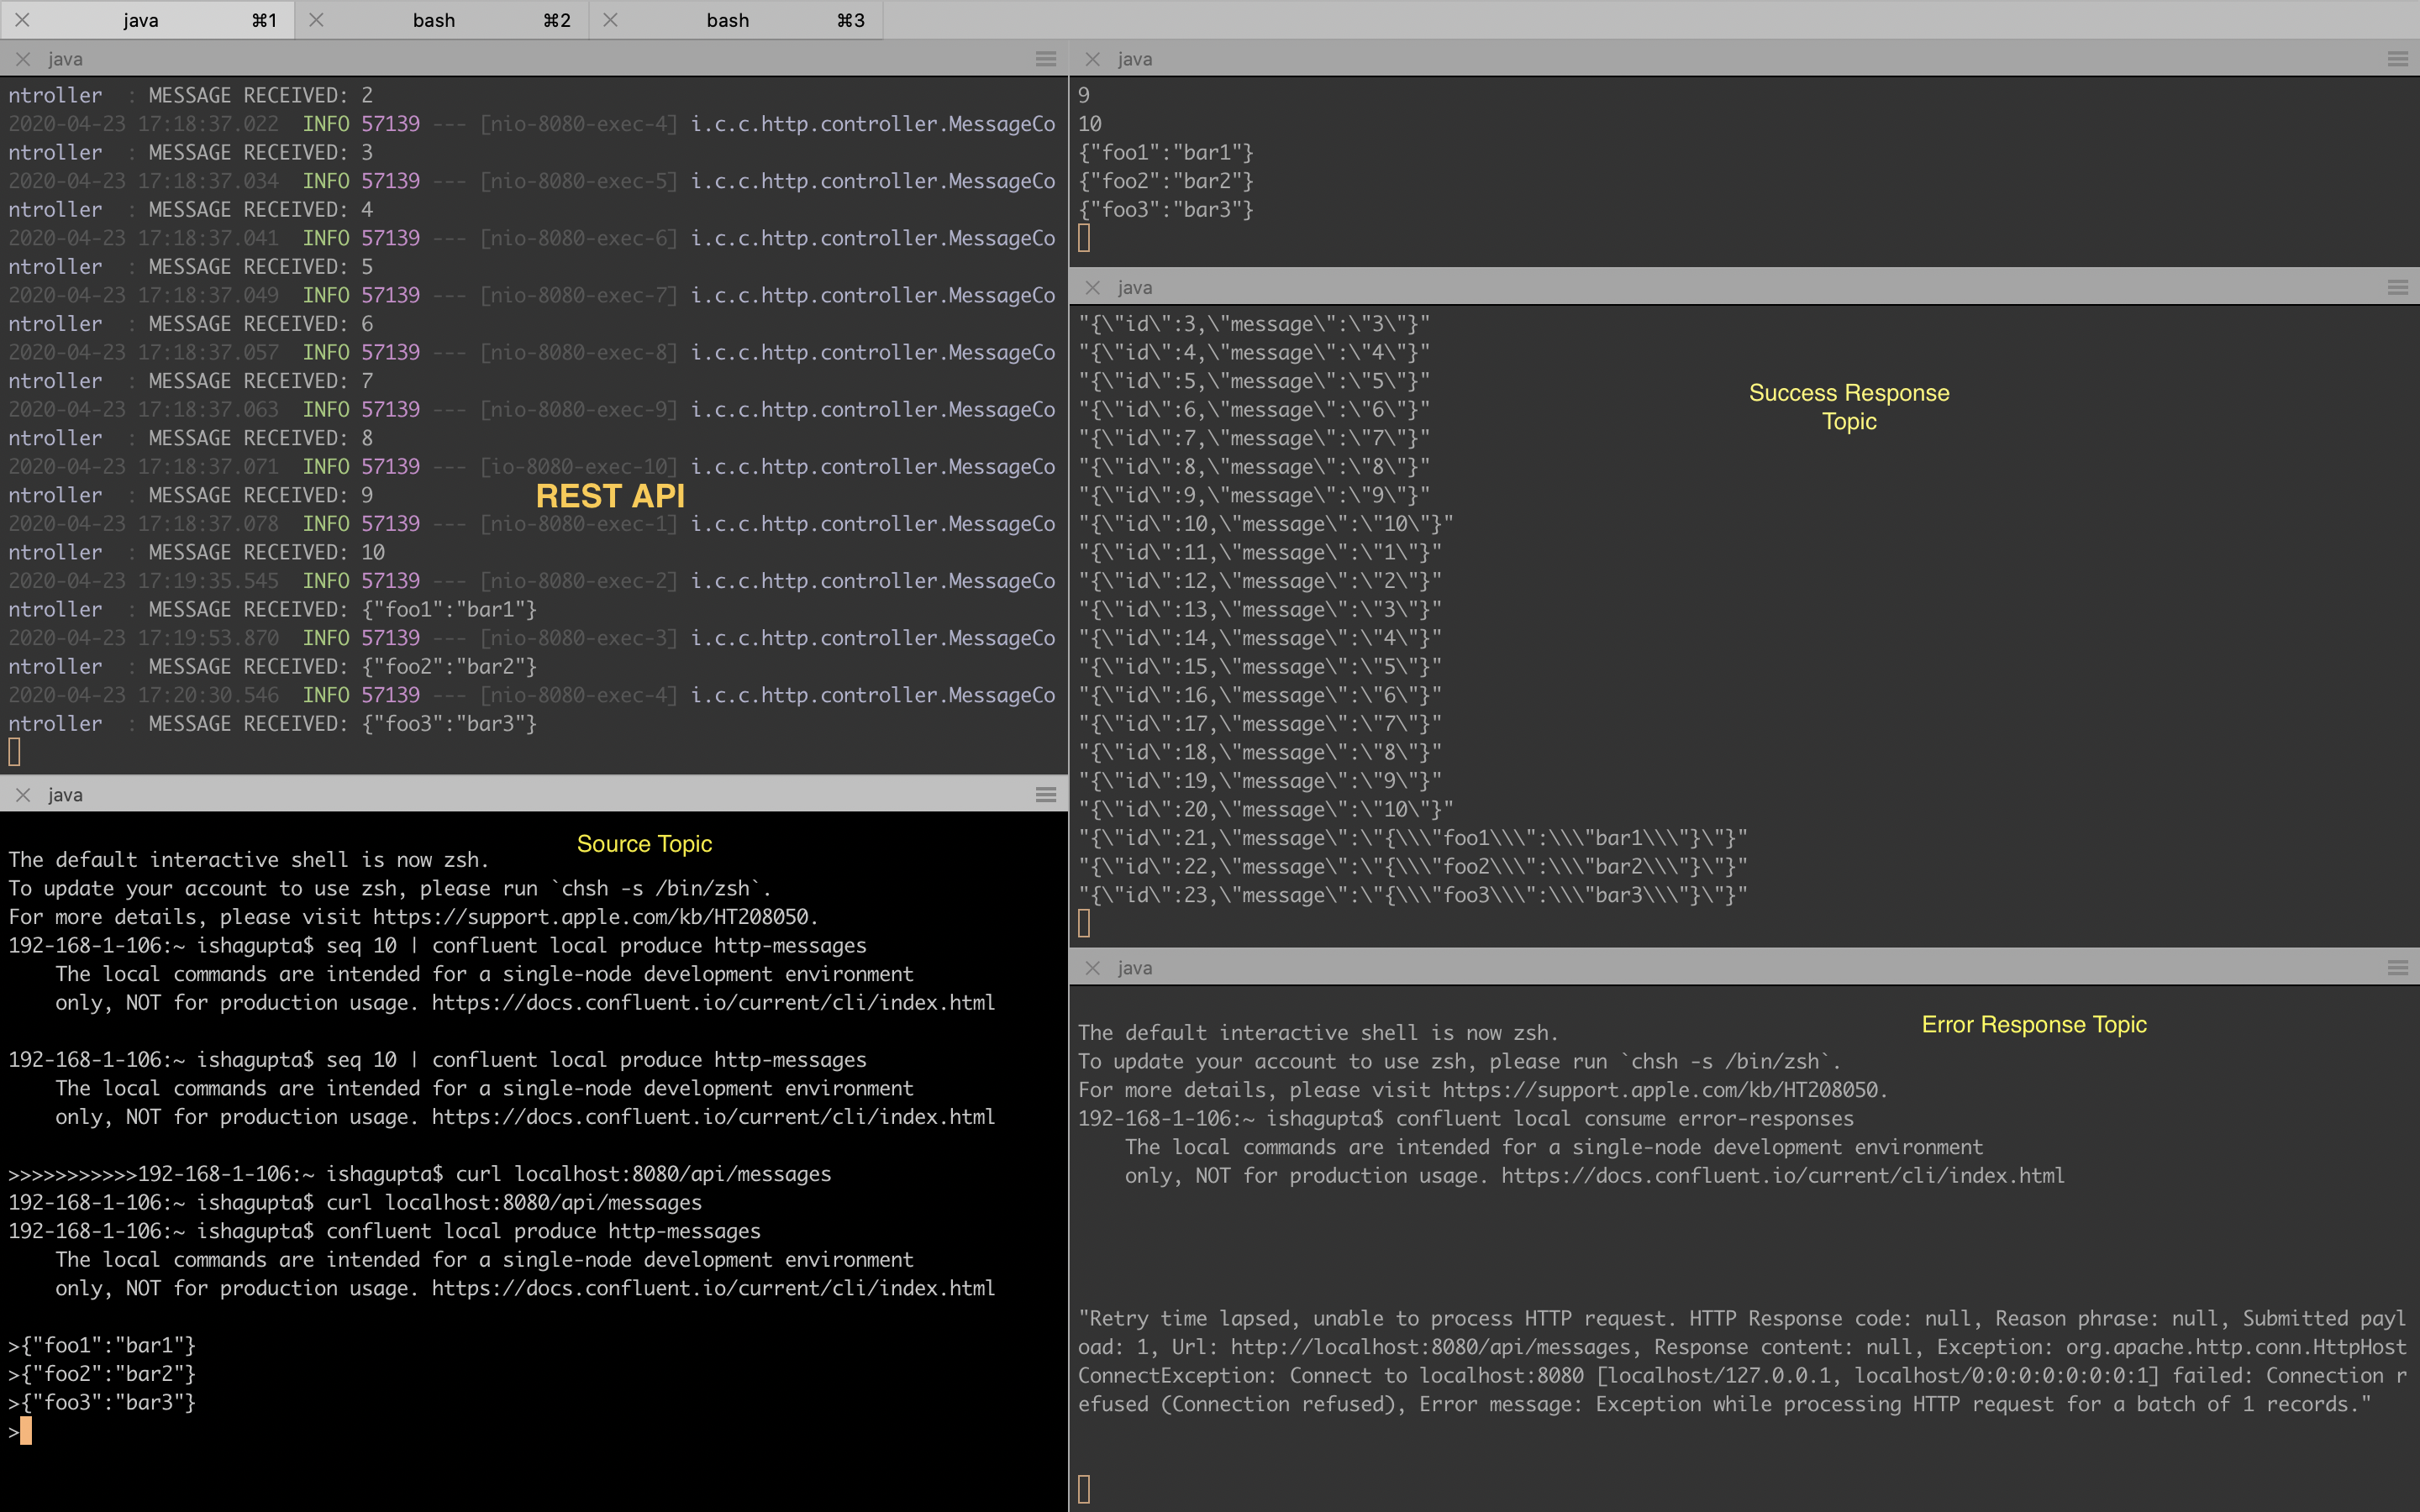 java ⌘1 bash ⌘2 bash ⌘3
java
ntroller : MESSAGE RECEIVED: 2
2020-04-23 17:18:37.022 INFO 57139 --- [nio-8080-exec-4] i.c.c.http.controller.MessageCo
ntroller : MESSAGE RECEIVED: 3
2020-04-23 17:18:37.034 INFO 57139 --- [nio-8080-exec-5] i.c.c.http.controller.MessageCo
ntroller : MESSAGE RECEIVED: 4
2020-04-23 17:18:37.041 INFO 57139 --- [nio-8080-exec-6] i.c.c.http.controller.MessageCo
ntroller : MESSAGE RECEIVED: 5
2020-04-23 17:18:37.049 INFO 57139 --- [nio-8080-exec-7] i.c.c.http.controller.MessageCo
ntroller : MESSAGE RECEIVED: 6
2020-04-23 17:18:37.057 INFO 57139 --- [nio-8080-exec-8] i.c.c.http.controller.MessageCo
ntroller : MESSAGE RECEIVED: 7
2020-04-23 17:18:37.063 INFO 57139 --- [nio-8080-exec-9] i.c.c.http.controller.MessageCo
ntroller : MESSAGE RECEIVED: 8
2020-04-23 17:18:37.071 INFO 57139 --- [io-8080-exec-10] i.c.c.http.controller.MessageCo
ntroller : MESSAGE RECEIVED: 9
REST API
2020-04-23 17:18:37.078 INFO 57139 --- [nio-8080-exec-1] i.c.c.http.controller.MessageCo
ntroller : MESSAGE RECEIVED: 10
2020-04-23 17:19:35.545 INFO 57139 --- [nio-8080-exec-2] i.c.c.http.controller.MessageCo
ntroller : MESSAGE RECEIVED: {"foo1":"bar1"}
2020-04-23 17:19:53.870 INFO 57139 --- [nio-8080-exec-3] i.c.c.http.controller.MessageCo
ntroller : MESSAGE RECEIVED: {"foo2":"bar2"}
2020-04-23 17:20:30.546 INFO 57139 --- [nio-8080-exec-4] i.c.c.http.controller.MessageCo
ntroller : MESSAGE RECEIVED: {"foo3":"bar3"}
java
Source Topic
The default interactive shell is now zsh.
To update your account to use zsh, please run `chsh -s /bin/zsh`.
For more details, please visit https://support.apple.com/kb/HT208050.
192-168-1-106:~ ishagupta$ seq 10 | confluent local produce http-messages
The local commands are intended for a single-node development environment
only, NOT for production usage. https://docs.confluent.io/current/cli/index.html
192-168-1-106:~ ishagupta$ seq 10 | confluent local produce http-messages
The local commands are intended for a single-node development environment
only, NOT for production usage. https://docs.confluent.io/current/cli/index.html
>>>>>>>>>>>192-168-1-106:~ ishagupta$ curl localhost:8080/api/messages
192-168-1-106:~ ishagupta$ curl localhost:8080/api/messages
192-168-1-106:~ ishagupta$ confluent local produce http-messages
The local commands are intended for a single-node development environment
only, NOT for production usage. https://docs.confluent.io/current/cli/index.html
>{"foo1":"bar1"}
>{"foo2":"bar2"}
>{"foo3":"bar3"}
>
java
9
10
{"foo1":"bar1"}
{"foo2":"bar2"}
{"foo3":"bar3"}
java
"{\"id\":3,\"message\":\"3\"}"
"{\"id\":4,\"message\":\"4\"}"
"{\"id\":5,\"message\":\"5\"}"
"{\"id\":6,\"message\":\"6\"}"
"{\"id\":7,\"message\":\"7\"}"
"{\"id\":8,\"message\":\"8\"}"
"{\"id\":9,\"message\":\"9\"}"
"{\"id\":10,\"message\":\"10\"}"
"{\"id\":11,\"message\":\"1\"}"
"{\"id\":12,\"message\":\"2\"}"
"{\"id\":13,\"message\":\"3\"}"
"{\"id\":14,\"message\":\"4\"}"
"{\"id\":15,\"message\":\"5\"}"
"{\"id\":16,\"message\":\"6\"}"
"{\"id\":17,\"message\":\"7\"}"
"{\"id\":18,\"message\":\"8\"}"
"{\"id\":19,\"message\":\"9\"}"
"{\"id\":20,\"message\":\"10\"}"
"{\"id\":21,\"message\":\"{\\\"foo1\\\":\\\"bar1\\\"}\"}"
"{\"id\":22,\"message\":\"{\\\"foo2\\\":\\\"bar2\\\"}\"}"
"{\"id\":23,\"message\":\"{\\\"foo3\\\":\\\"bar3\\\"}\"}"
Success Response
Topic
java
Error Response Topic
The default interactive shell is now zsh.
To update your account to use zsh, please run `chsh -s /bin/zsh`.
For more details, please visit https://support.apple.com/kb/HT208050.
192-168-1-106:~ ishagupta$ confluent local consume error-responses
The local commands are intended for a single-node development environment
only, NOT for production usage. https://docs.confluent.io/current/cli/index.html
"Retry time lapsed, unable to process HTTP request. HTTP Response code: null, Reason phrase: null, Submitted payl
oad: 1, Url: http://localhost:8080/api/messages, Response content: null, Exception: org.apache.http.conn.HttpHost
ConnectException: Connect to localhost:8080 [localhost/127.0.0.1, localhost/0:0:0:0:0:0:0:1] failed: Connection r
efused (Connection refused), Error message: Exception while processing HTTP request for a batch of 1 records."